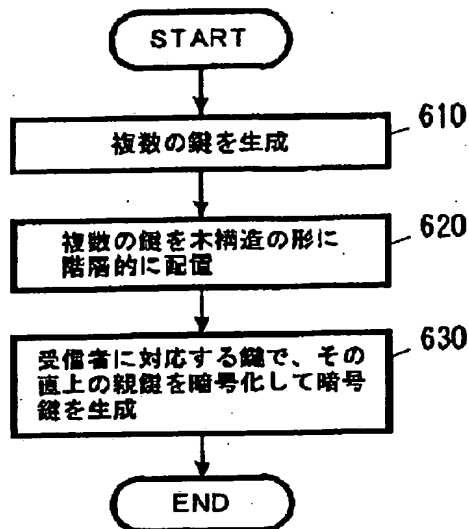 START
複数の鍵を生成
610
複数の鍵を木構造の形に
階層的に配置
620
受信者に対応する鍵で、その
直上の親鍵を暗号化して暗号
鍵を生成
630
END